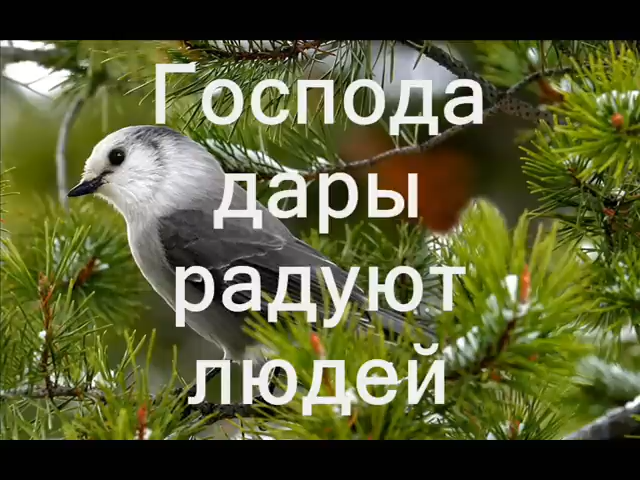 Господа
дары
радуют
людей